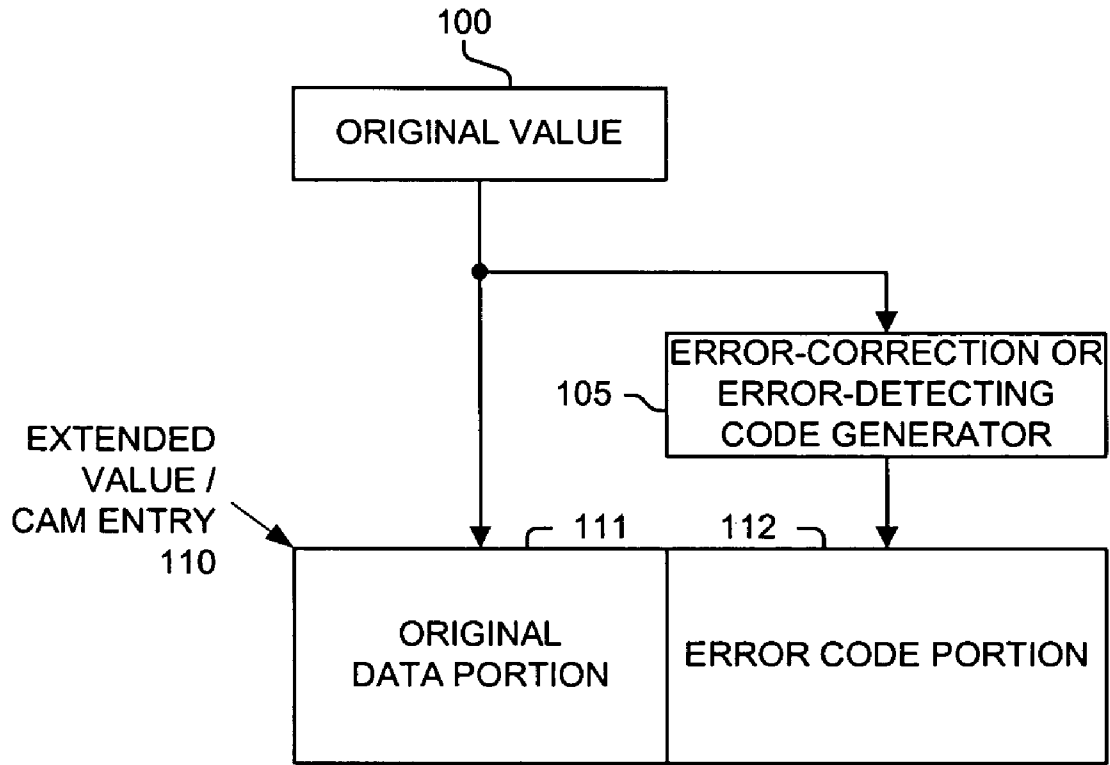 100
ORIGINAL VALUE
ERROR-CORRECTION OR
ERROR-DETECTING
CODE GENERATOR
105
EXTENDED
VALUE /
CAM ENTRY
110
111
112
ORIGINAL
DATA PORTION
ERROR CODE PORTION